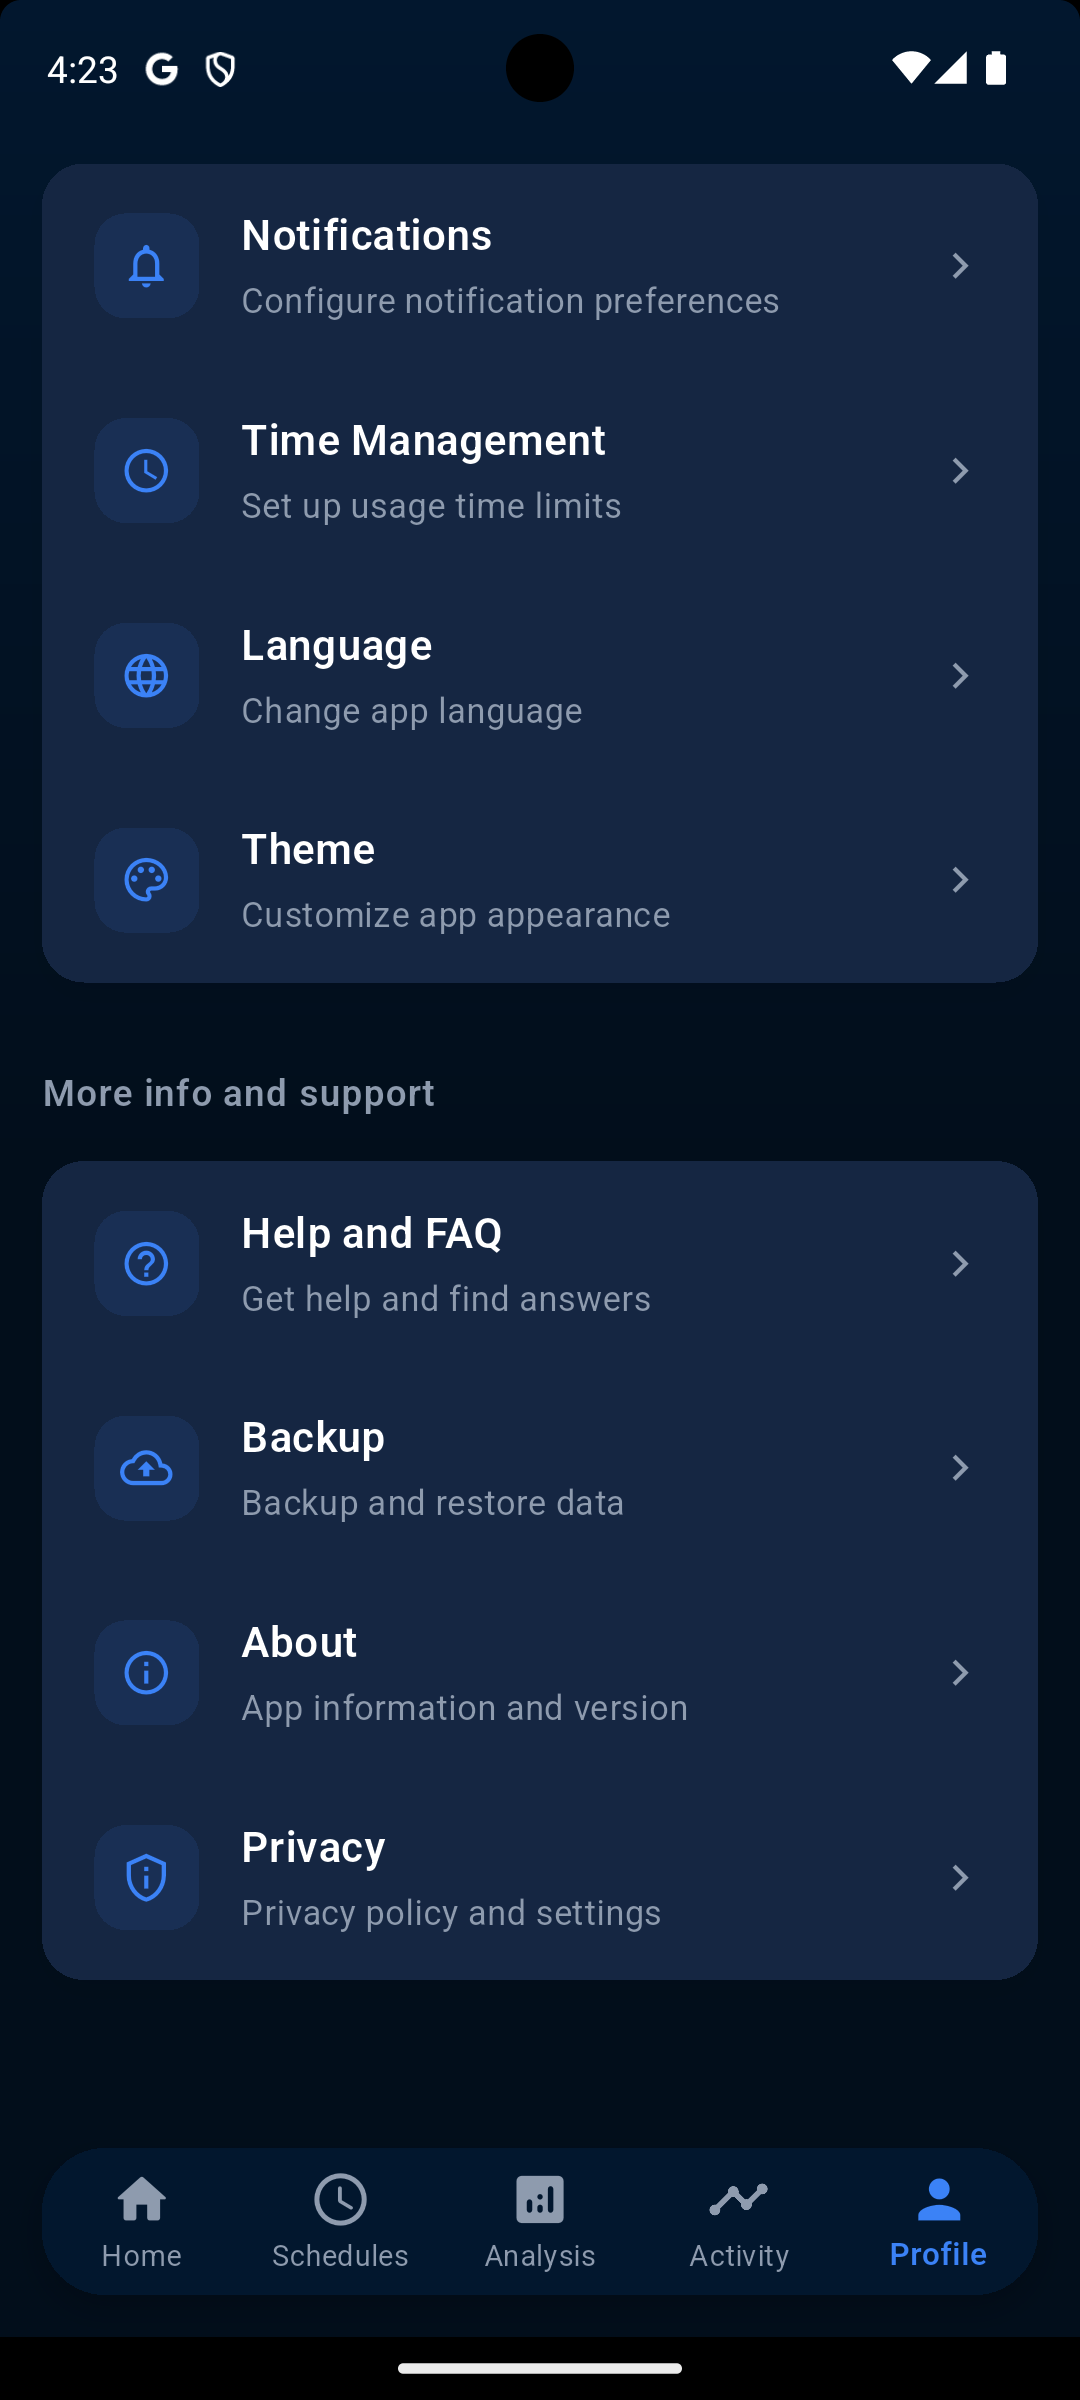 4:23
Notifications
Configure notification preferences
Time Management
Set up usage time limits
Language
Change app language
Theme
Customize app appearance
More info and support
Help and FAQ
Get help and find answers
Backup
Backup and restore data
About
App information and version
Privacy
Privacy policy and settings
Home
Schedules
Analysis
Activity
Profile